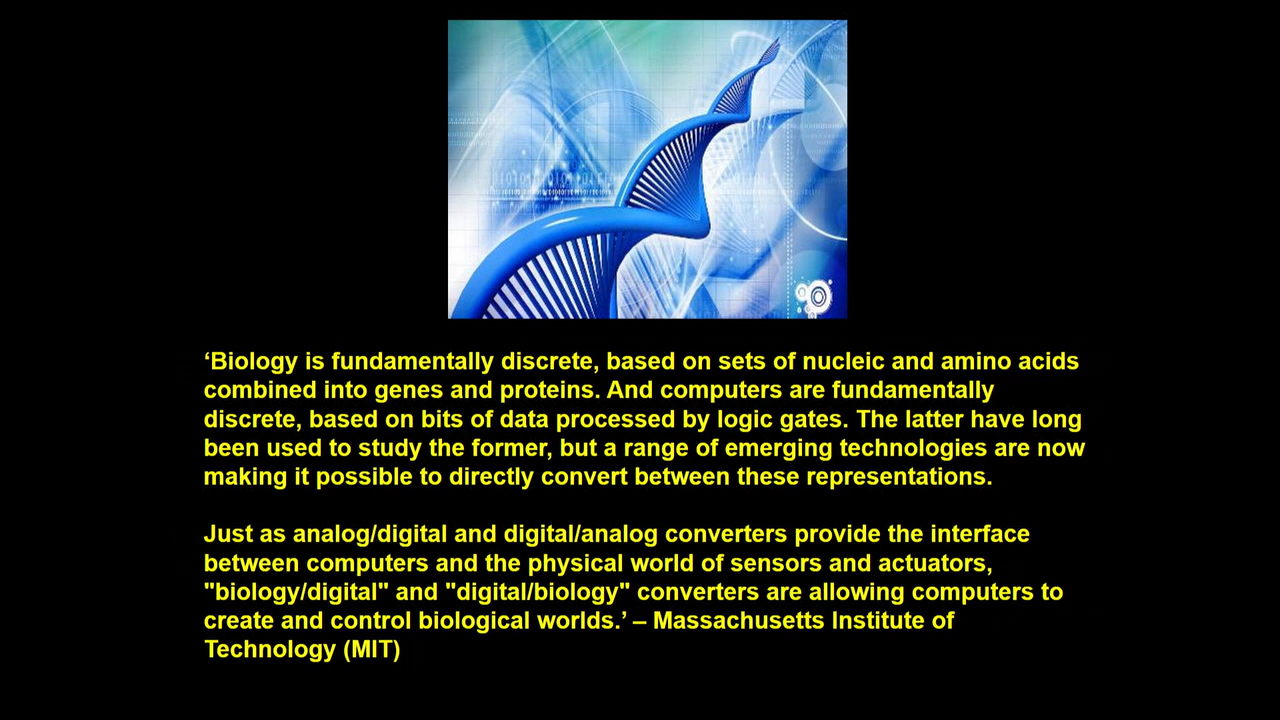 ‘Biology is fundamentally discrete, based on sets of nucleic and amino acids
combined into genes and proteins. And computers are fundamentally
discrete, based on bits of data processed by logic gates. The latter have long
been used to study the former, but a range of emerging technologies are now
making it possible to directly convert between these representations.
Just as analog/digital and digital/analog converters provide the interface
between computers and the physical world of sensors and actuators,
"biology/digital" and "digital/biology" converters are allowing computers to
create and control biological worlds.’ – Massachusetts Institute of
Technology (MIT)